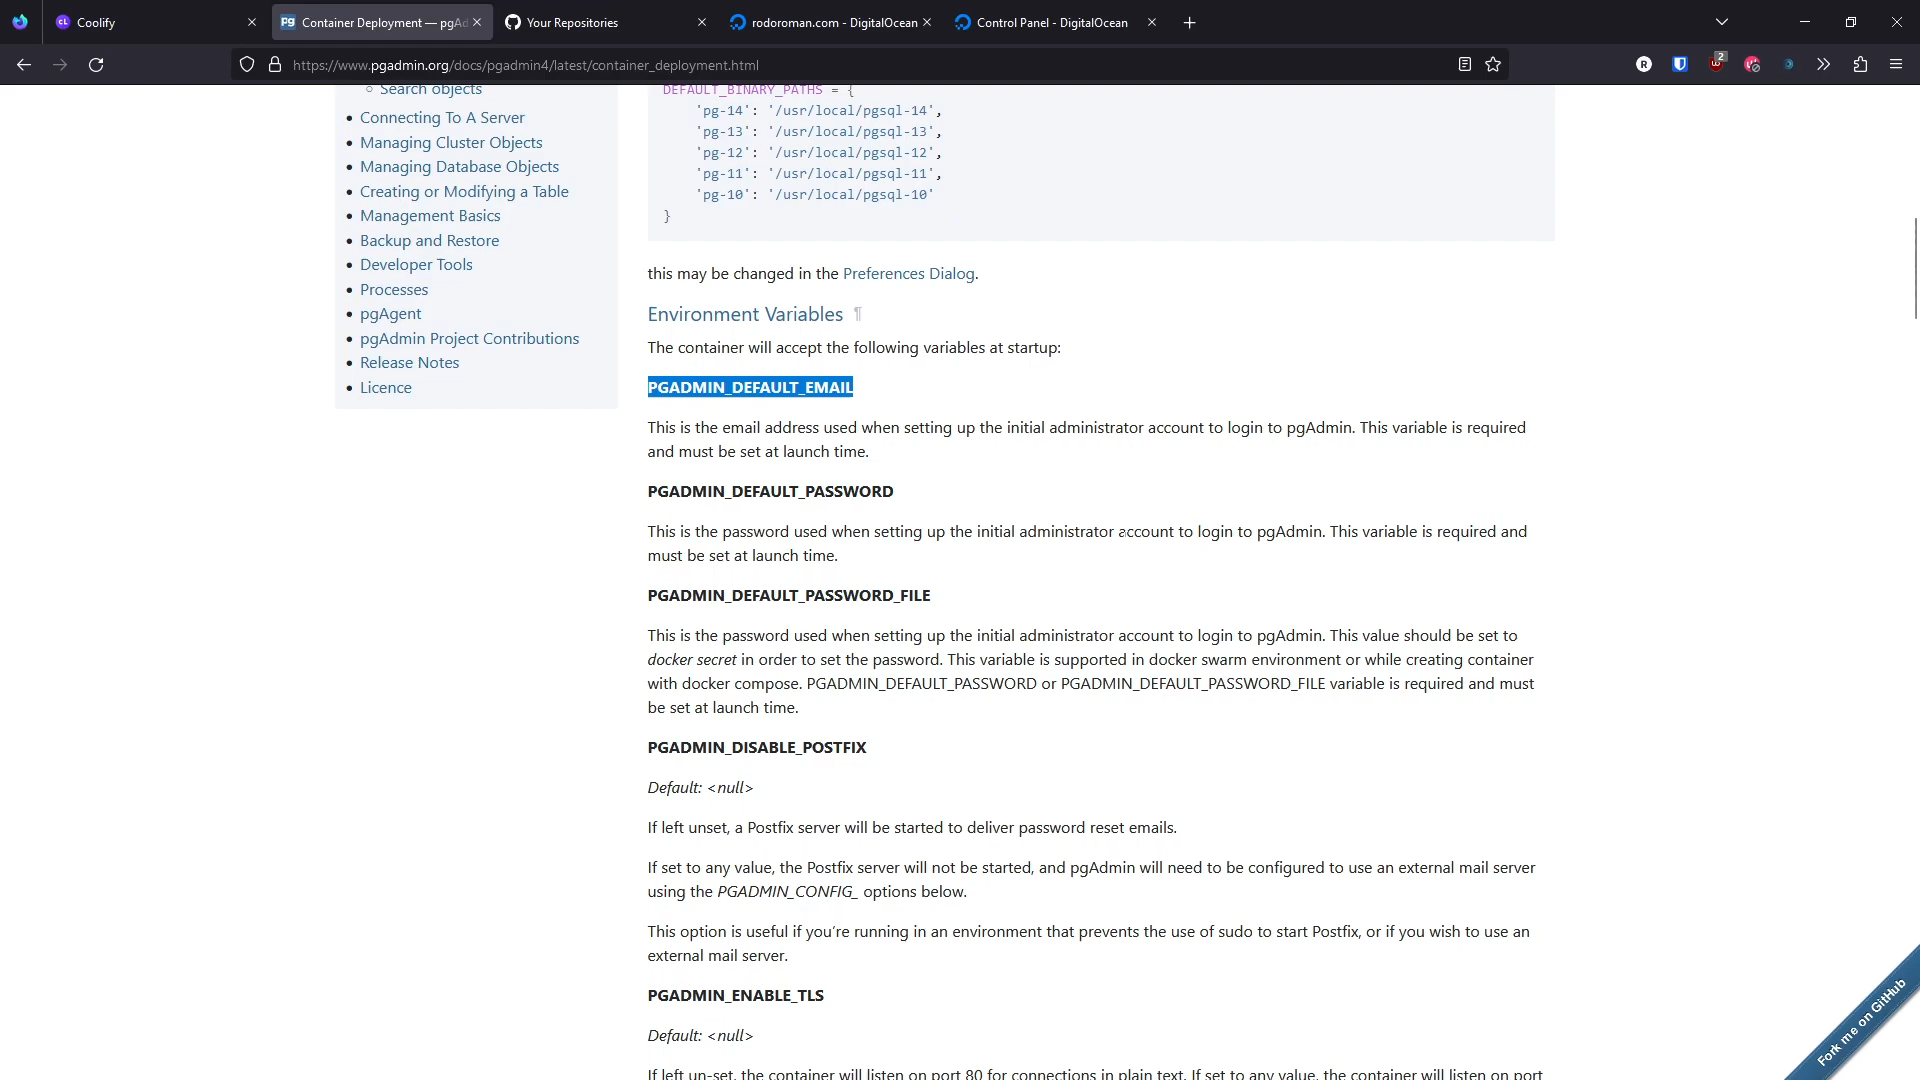 Coolify
Container Deployment — pgAd
Your Repositories
rodoroman.com - DigitalOcean
Control Panel - DigitalOcean
https://www.pgadmin.org/docs/pgadmin4/latest/container_deployment.html
2
Search objects
Connecting To A Server
Managing Cluster Objects
Managing Database Objects
Creating or Modifying a Table
Management Basics
Backup and Restore
Developer Tools
Processes
pgAgent
pgAdmin Project Contributions
Release Notes
Licence
DEFAULT_BINARY_PATHS = {
'pg-14': '/usr/local/pgsql-14',
'pg-13': '/usr/local/pgsql-13',
'pg-12': '/usr/local/pgsql-12',
'pg-11': '/usr/local/pgsql-11',
'pg-10': '/usr/local/pgsql-10'
}
this may be changed in the Preferences Dialog.
Environment Variables ¶
The container will accept the following variables at startup:
PGADMIN_DEFAULT_EMAIL
This is the email address used when setting up the initial administrator account to login to pgAdmin. This variable is required
and must be set at launch time.
PGADMIN_DEFAULT_PASSWORD
This is the password used when setting up the initial administrator account to login to pgAdmin. This variable is required and
must be set at launch time.
PGADMIN_DEFAULT_PASSWORD_FILE
This is the password used when setting up the initial administrator account to login to pgAdmin. This value should be set to
docker secret in order to set the password. This variable is supported in docker swarm environment or while creating container
with docker compose. PGADMIN_DEFAULT_PASSWORD or PGADMIN_DEFAULT_PASSWORD_FILE variable is required and must
be set at launch time.
PGADMIN_DISABLE_POSTFIX
Default: <null>
If left unset, a Postfix server will be started to deliver password reset emails.
If set to any value, the Postfix server will not be started, and pgAdmin will need to be configured to use an external mail server
using the PGADMIN_CONFIG_ options below.
This option is useful if you're running in an environment that prevents the use of sudo to start Postfix, or if you wish to use an
external mail server.
PGADMIN_ENABLE_TLS
Default: <null>
If left un-set, the container will listen on port 80 for connections in plain text. If set to any value, the container will listen on port
Fork me on GitHub